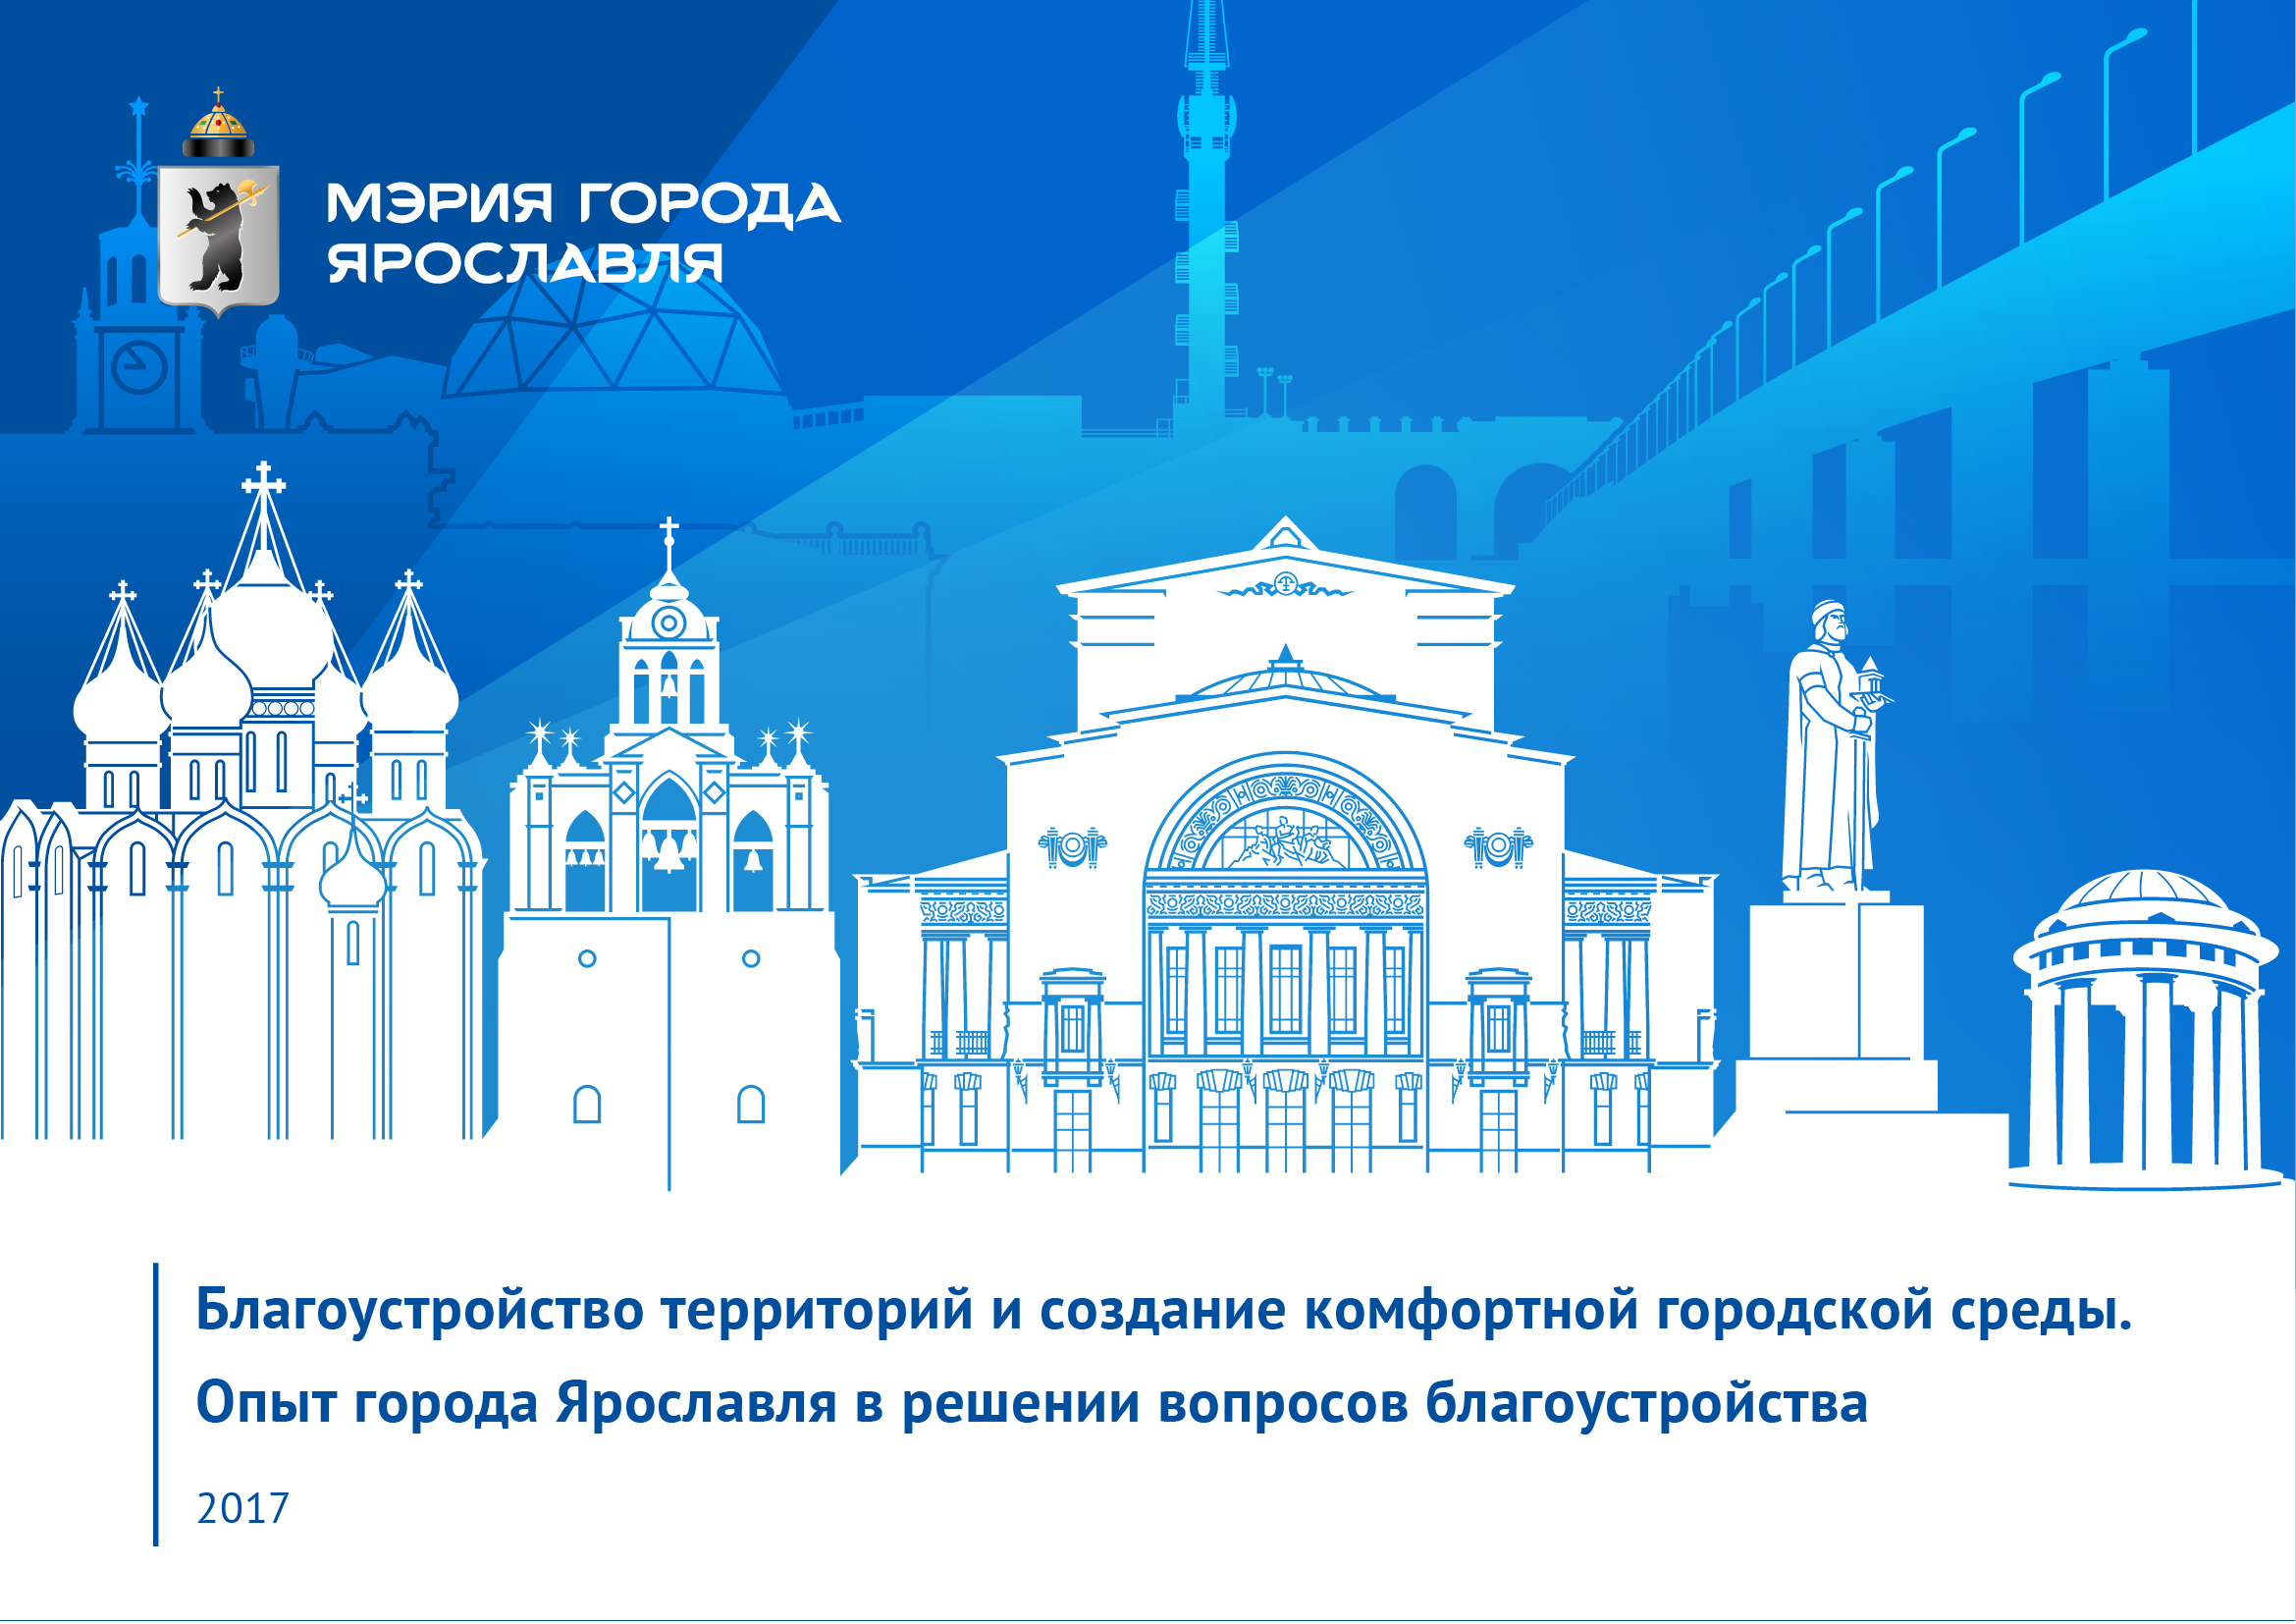 МЭРИЯ ГОРОДА
ЯРОСЛАВЛЯ
Благоустройство территорий и создание комфортной городской среды.
Опыт города Ярославля в решении вопросов благоустройства
2017